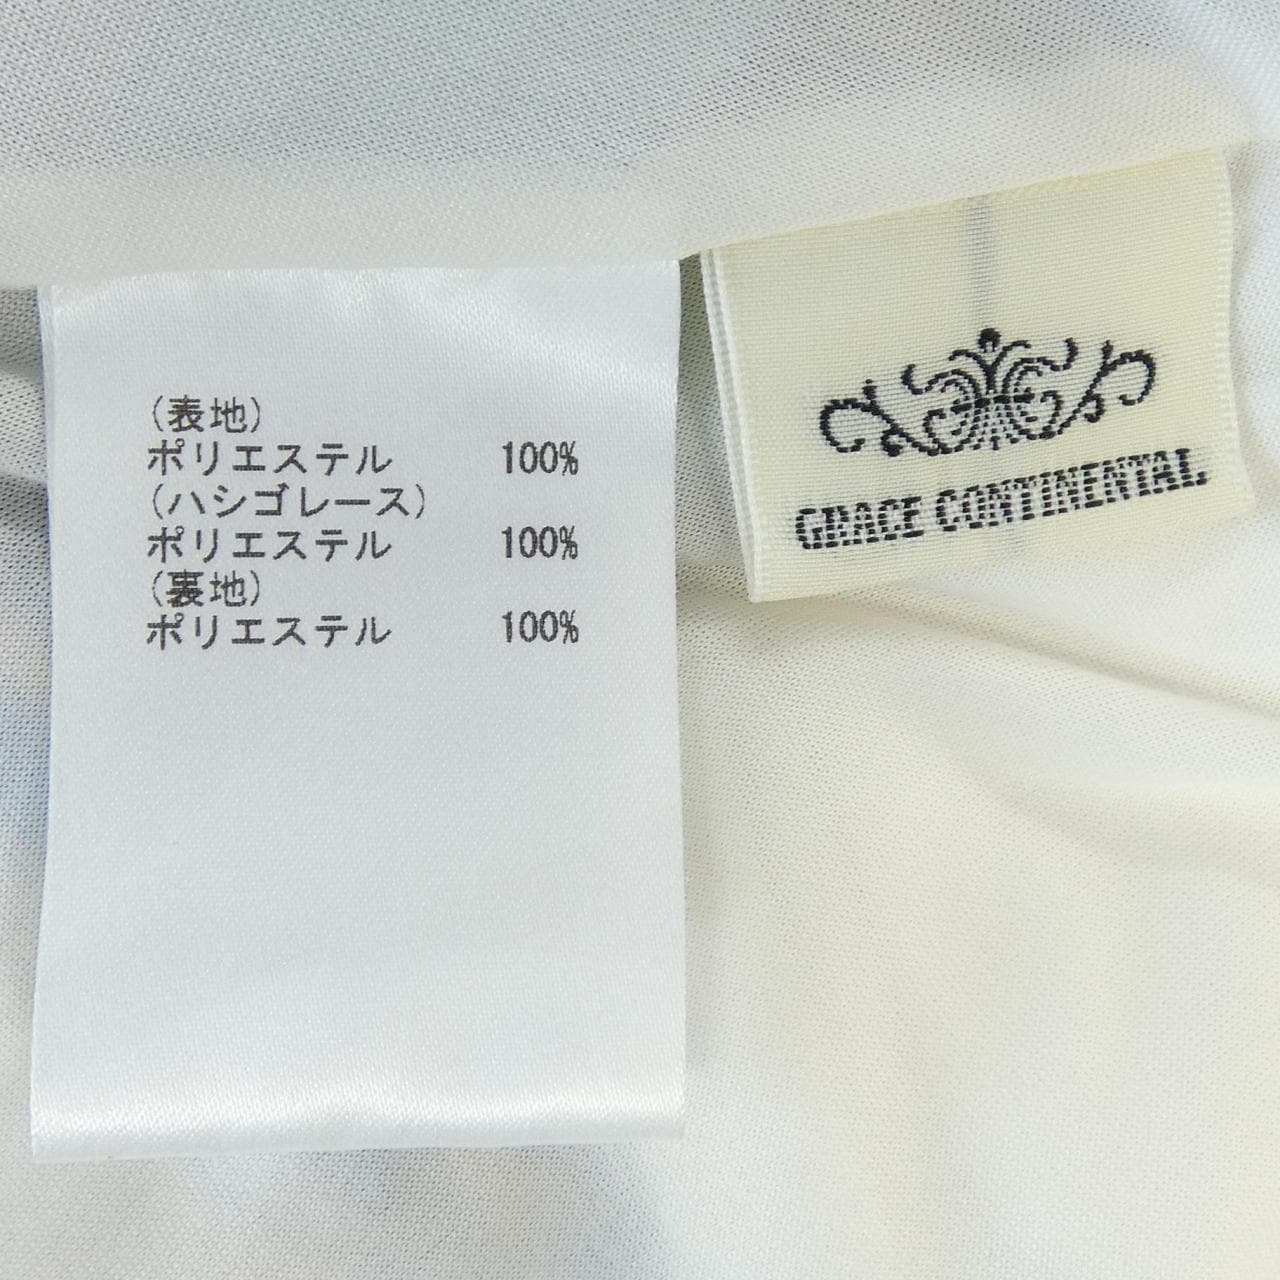 (表地)
ポリエステル 100%
(ハシゴレース)
ポリエステル 100%
(裏地)
ポリエステル 100%
GRACE CONTINENTAL